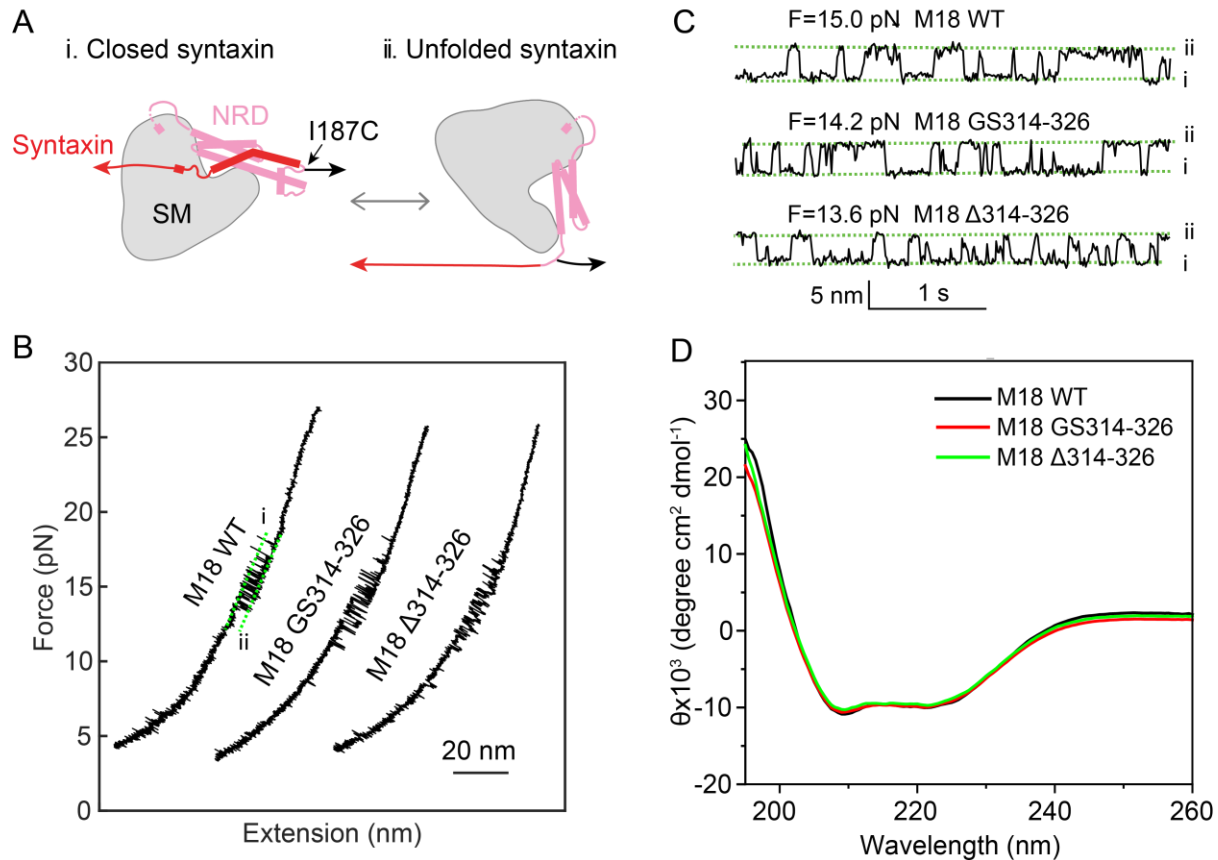 A
i. Closed syntaxin
ii. Unfolded syntaxin
NRD
I187C
Syntaxin
SM
B
30
25
20
15
10
5
0
Force (pN)
M18 WT
i
ii
M18 GS314-326
M18 Δ314-326
20 nm
Extension (nm)
C
F=15.0 pN M18 WT
ii
i
F=14.2 pN M18 GS314-326
ii
i
F=13.6 pN M18 Δ314-326
ii
i
5 nm
1 s
D
30
20
10
0
-10
-20
θx10³ (degree cm² dmol⁻¹)
M18 WT
M18 GS314-326
M18 Δ314-326
200
220
240
260
Wavelength (nm)